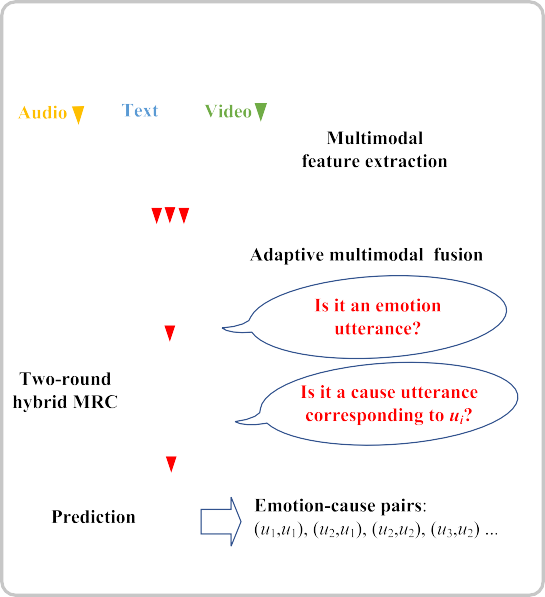 Audio Text Video
Multimodal
feature extraction
Adaptive multimodal fusion
Is it an emotion
utterance?
Two-round
hybrid MRC
Is it a cause utterance
corresponding to uᵢ?
Prediction
Emotion-cause pairs:
(u₁,u₁), (u₂,u₁), (u₂,u₂), (u₃,u₂) ...